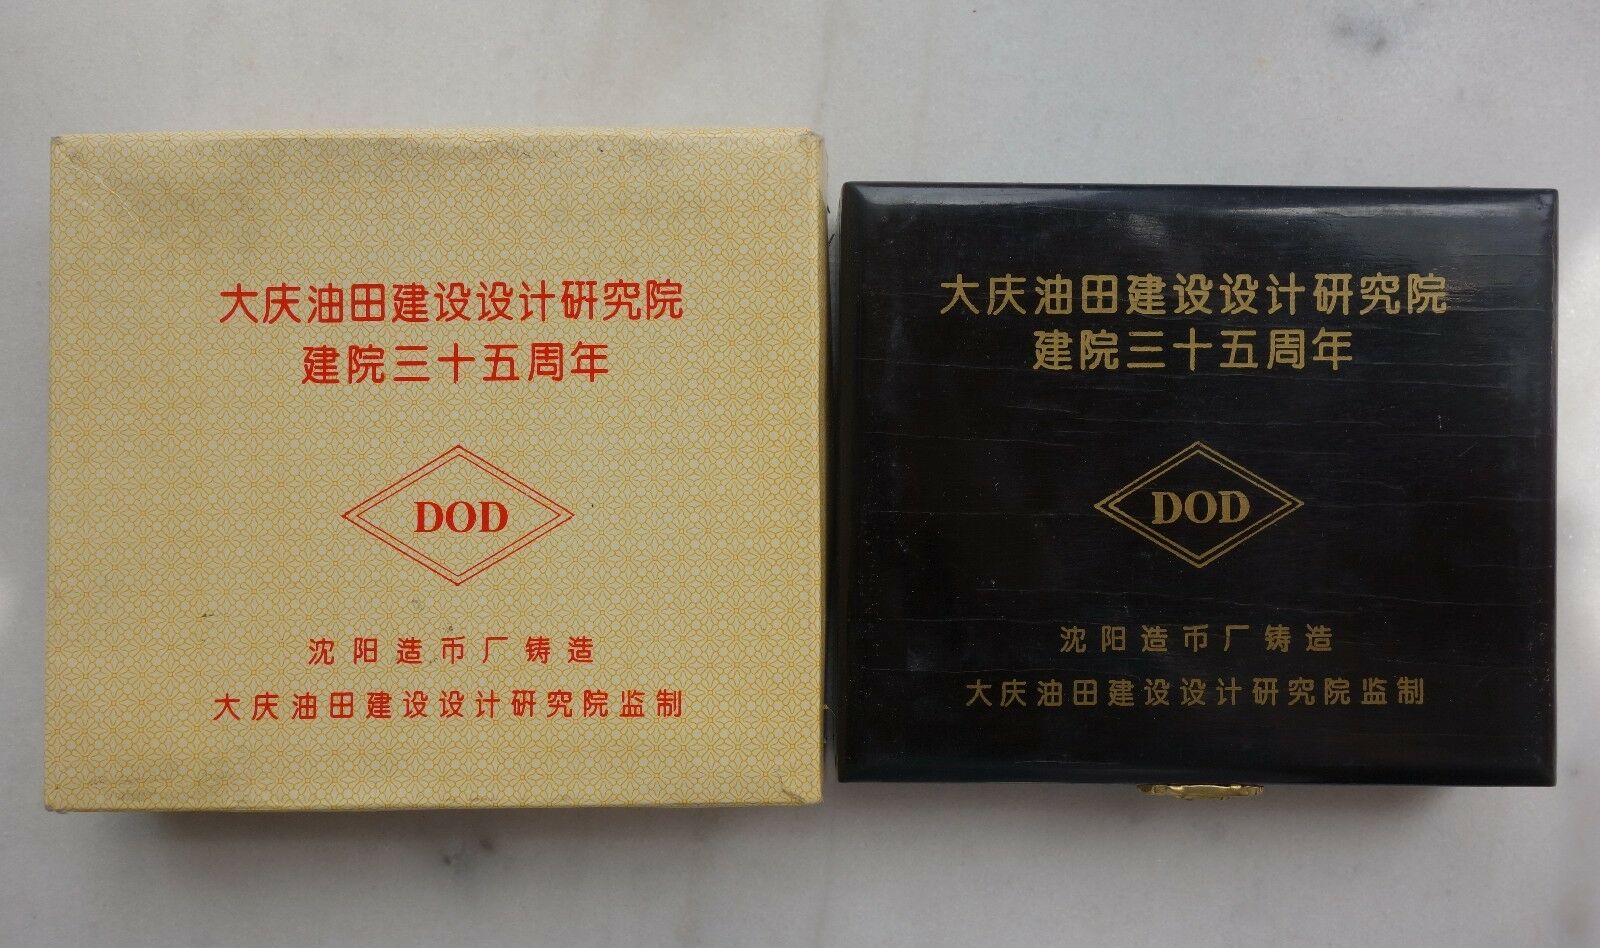 大庆油田建设设计研究院
建院三十五周年
DOD
沈阳造币厂铸造
大庆油田建设设计研究院监制
大庆油田建设设计研究院
建院三十五周年
DOD
沈阳造币厂铸造
大庆油田建设设计研究院监制